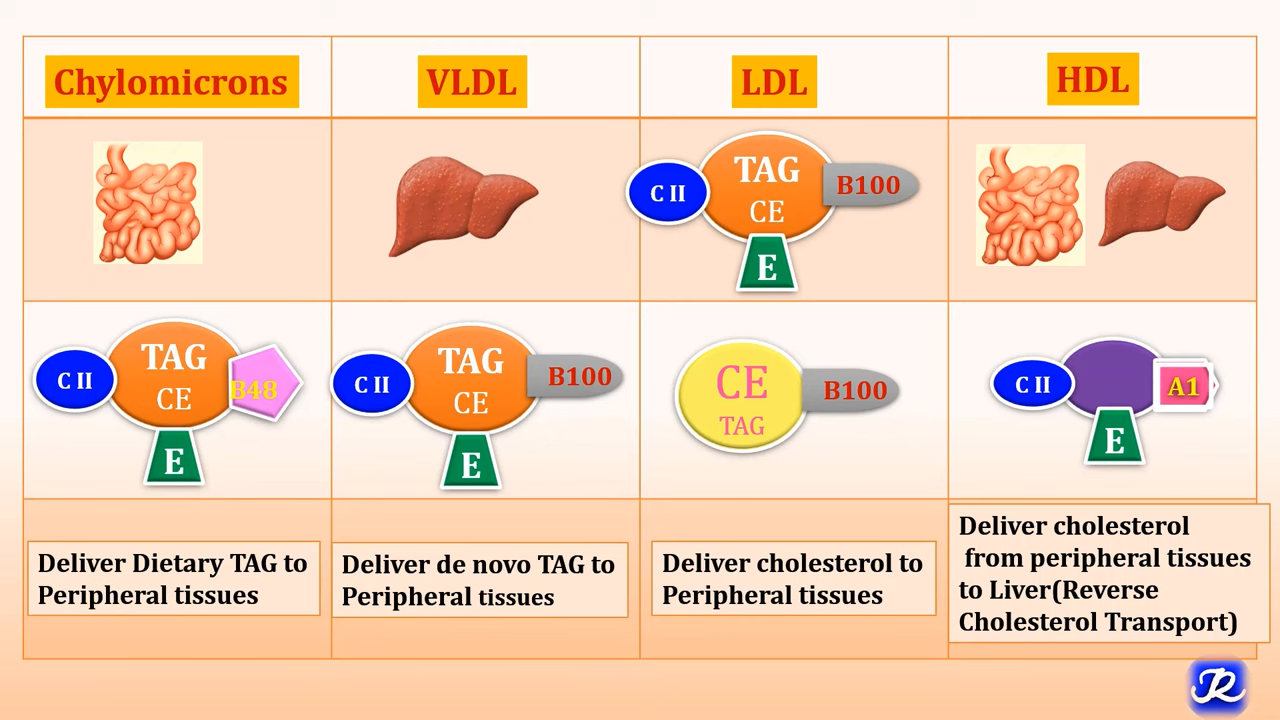 Chylomicrons
VLDL
LDL
HDL
C II
TAG
CE
B100
E
C II
TAG
CE
B48
E
C II
TAG
CE
B100
E
CE
TAG
B100
C II
A1
E
Deliver Dietary TAG to
Peripheral tissues
Deliver de novo TAG to
Peripheral tissues
Deliver cholesterol to
Peripheral tissues
Deliver cholesterol
from peripheral tissues
to Liver(Reverse
Cholesterol Transport)
JR